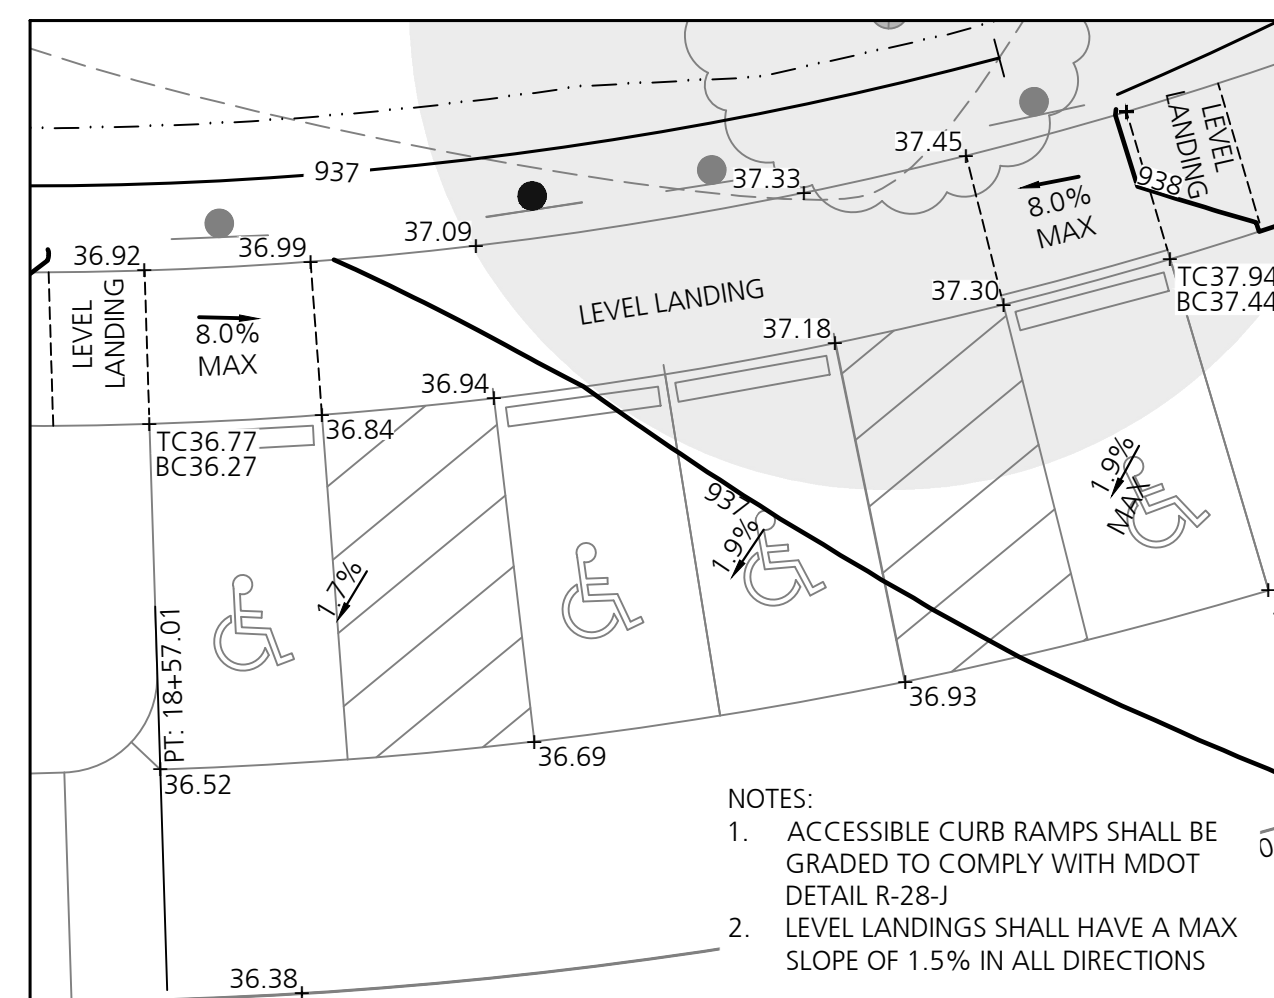 937
37.45
37.33
LEVEL
LANDING
938
8.0%
MAX
36.92
36.99
37.09
TC37.94
BC37.44
37.30
LEVEL LANDING
LEVEL
LANDING
8.0%
MAX
37.18
36.94
36.84
TC36.77
BC36.27
937
1.9%
1.9%
MAX
1.7%
PT: 18+57.01
36.93
36.69
36.52
NOTES:
1. ACCESSIBLE CURB RAMPS SHALL BE
GRADED TO COMPLY WITH MDOT
DETAIL R-28-J
2. LEVEL LANDINGS SHALL HAVE A MAX
SLOPE OF 1.5% IN ALL DIRECTIONS
36.38